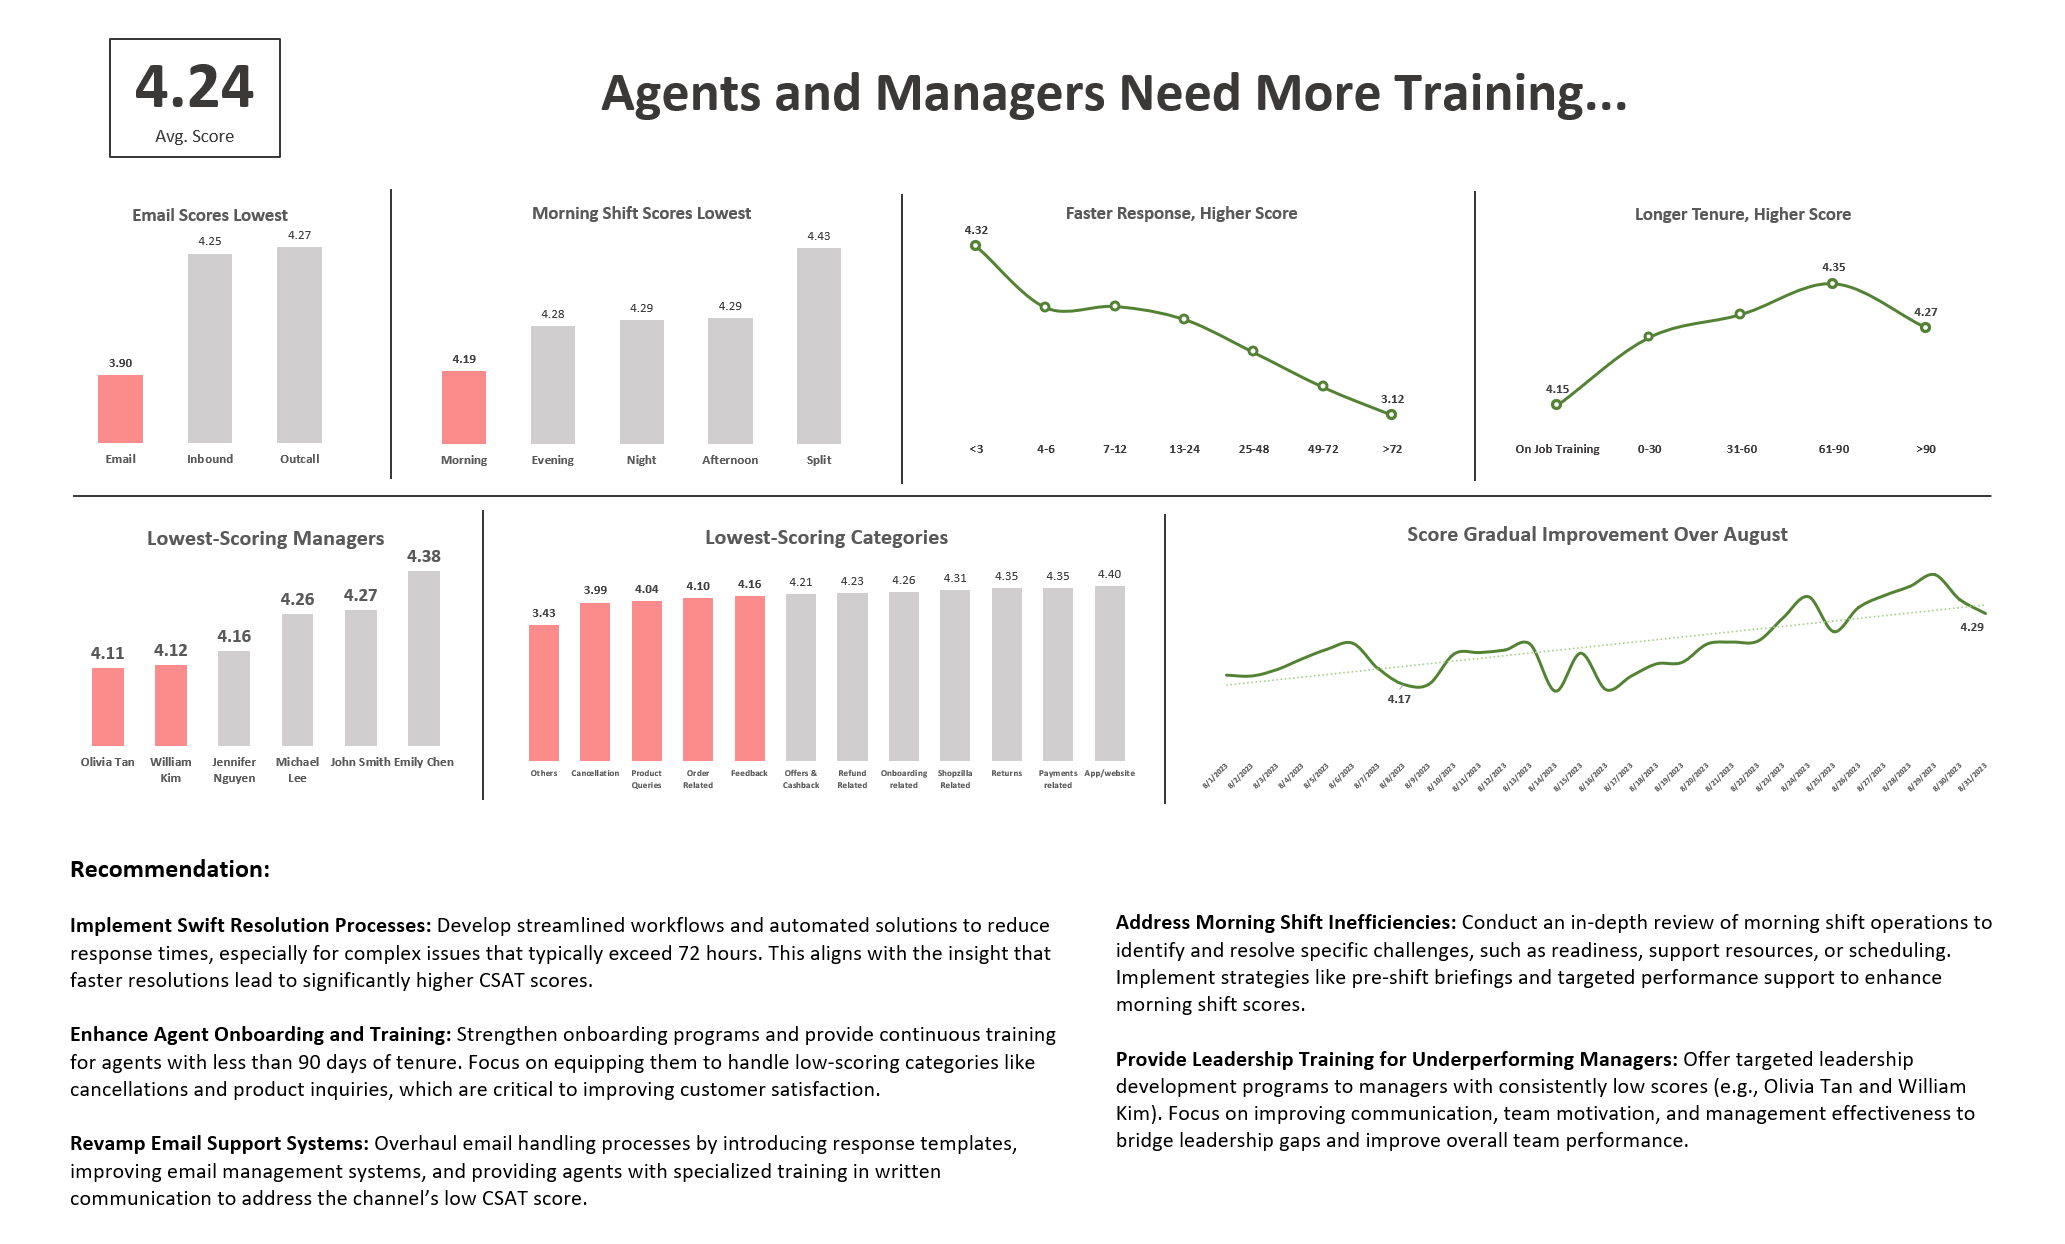 4.24
Avg. Score
Agents and Managers Need More Training...
Email Scores Lowest
3.90
4.25
4.27
Email
Inbound
Outcall
Morning Shift Scores Lowest
4.19
4.28
4.29
4.29
4.43
Morning
Evening
Night
Afternoon
Split
Faster Response, Higher Score
4.32
3.12
<3
4-6
7-12
13-24
25-48
49-72
>72
Longer Tenure, Higher Score
4.15
4.35
4.27
On Job Training
0-30
31-60
61-90
>90
Lowest-Scoring Managers
4.11
4.12
4.16
4.26
4.27
4.38
Olivia Tan
William
Kim
Jennifer
Nguyen
Michael
Lee
John Smith
Emily Chen
Lowest-Scoring Categories
3.43
3.99
4.04
4.10
4.16
4.21
4.23
4.26
4.31
4.35
4.35
4.40
Others
Cancellation
Product
Queries
Order
Related
Feedback
Offers &
Cashback
Refund
Related
Onboarding
related
Shopzilla
Related
Returns
Payments
related
App/website
Score Gradual Improvement Over August
4.17
4.29
8/1/2023
8/2/2023
8/3/2023
8/4/2023
8/5/2023
8/6/2023
8/7/2023
8/8/2023
8/9/2023
8/10/2023
8/11/2023
8/12/2023
8/13/2023
8/14/2023
8/15/2023
8/16/2023
8/17/2023
8/18/2023
8/19/2023
8/20/2023
8/21/2023
8/22/2023
8/23/2023
8/24/2023
8/25/2023
8/26/2023
8/27/2023
8/28/2023
8/29/2023
8/30/2023
8/31/2023
Recommendation:
Implement Swift Resolution Processes: Develop streamlined workflows and automated solutions to reduce
response times, especially for complex issues that typically exceed 72 hours. This aligns with the insight that
faster resolutions lead to significantly higher CSAT scores.
Enhance Agent Onboarding and Training: Strengthen onboarding programs and provide continuous training
for agents with less than 90 days of tenure. Focus on equipping them to handle low-scoring categories like
cancellations and product inquiries, which are critical to improving customer satisfaction.
Revamp Email Support Systems: Overhaul email handling processes by introducing response templates,
improving email management systems, and providing agents with specialized training in written
communication to address the channel’s low CSAT score.
Address Morning Shift Inefficiencies: Conduct an in-depth review of morning shift operations to
identify and resolve specific challenges, such as readiness, support resources, or scheduling.
Implement strategies like pre-shift briefings and targeted performance support to enhance
morning shift scores.
Provide Leadership Training for Underperforming Managers: Offer targeted leadership
development programs to managers with consistently low scores (e.g., Olivia Tan and William
Kim). Focus on improving communication, team motivation, and management effectiveness to
bridge leadership gaps and improve overall team performance.